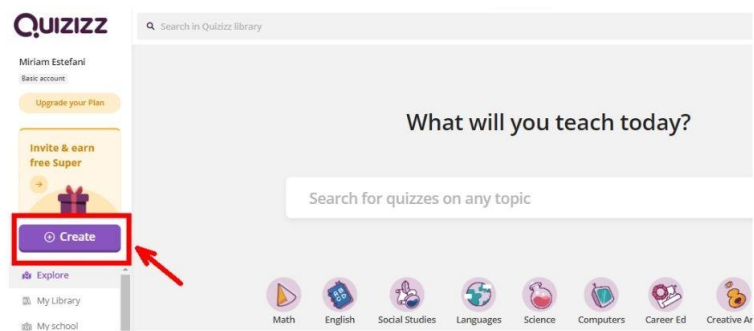 QUIZIZZ
Search in Quizizz library
Miriam Estefani
Basic account
Upgrade your Plan
Invite & earn
free Super
Create
Explore
My Library
My school
What will you teach today?
Search for quizzes on any topic
Math English Social Studies Languages Science Computers Career Ed Creative Ar